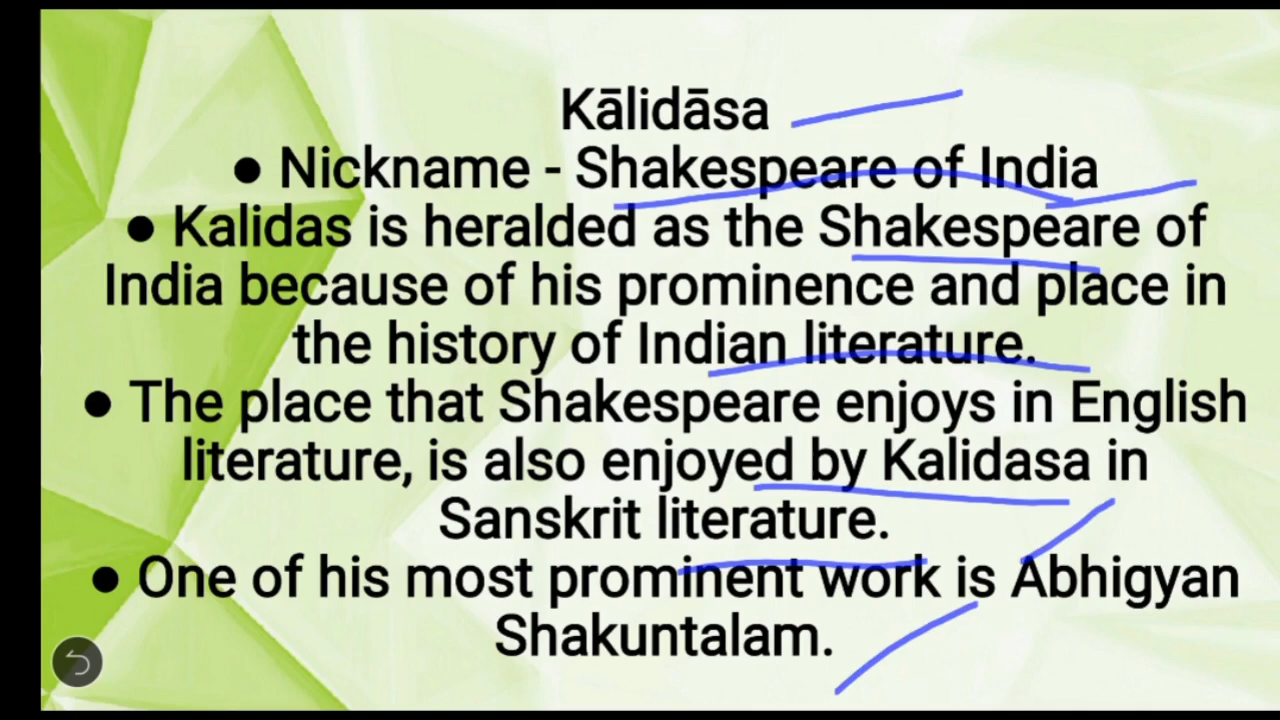 Kālidāsa
● Nickname - Shakespeare of India
● Kalidas is heralded as the Shakespeare of
India because of his prominence and place in
the history of Indian literature.
● The place that Shakespeare enjoys in English
literature, is also enjoyed by Kalidasa in
Sanskrit literature.
● One of his most prominent work is Abhigyan
Shakuntalam.